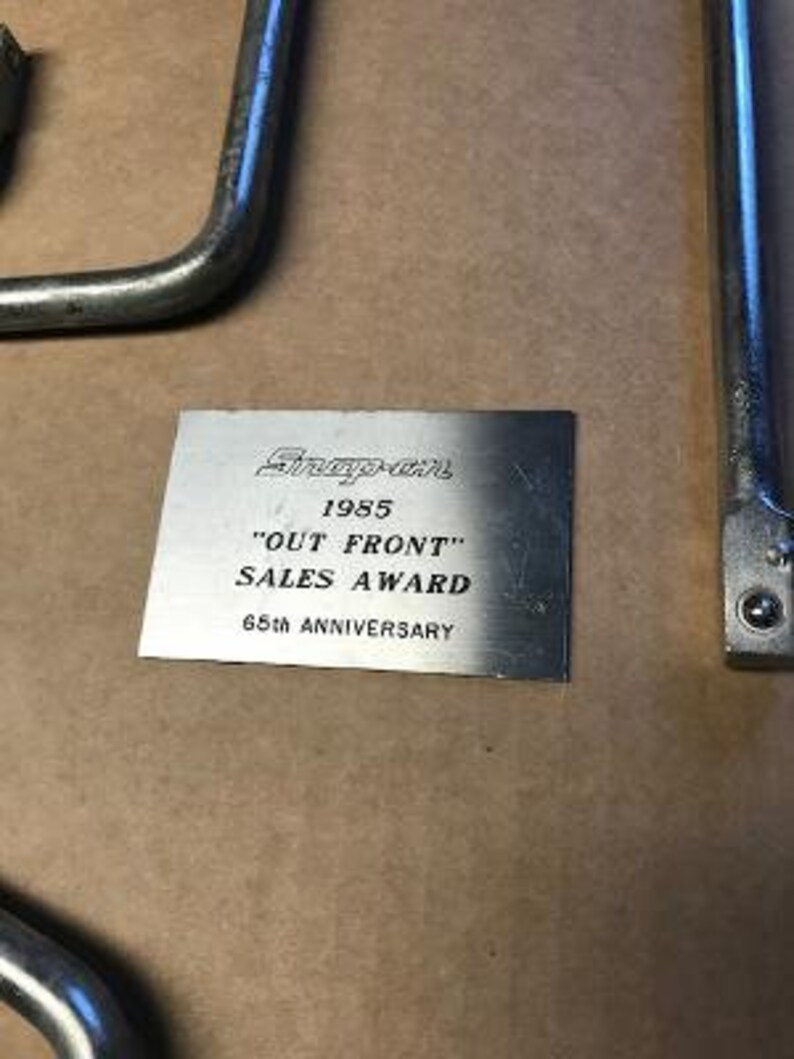 Snap-on
1985
"OUT FRONT"
SALES AWARD
65th ANNIVERSARY